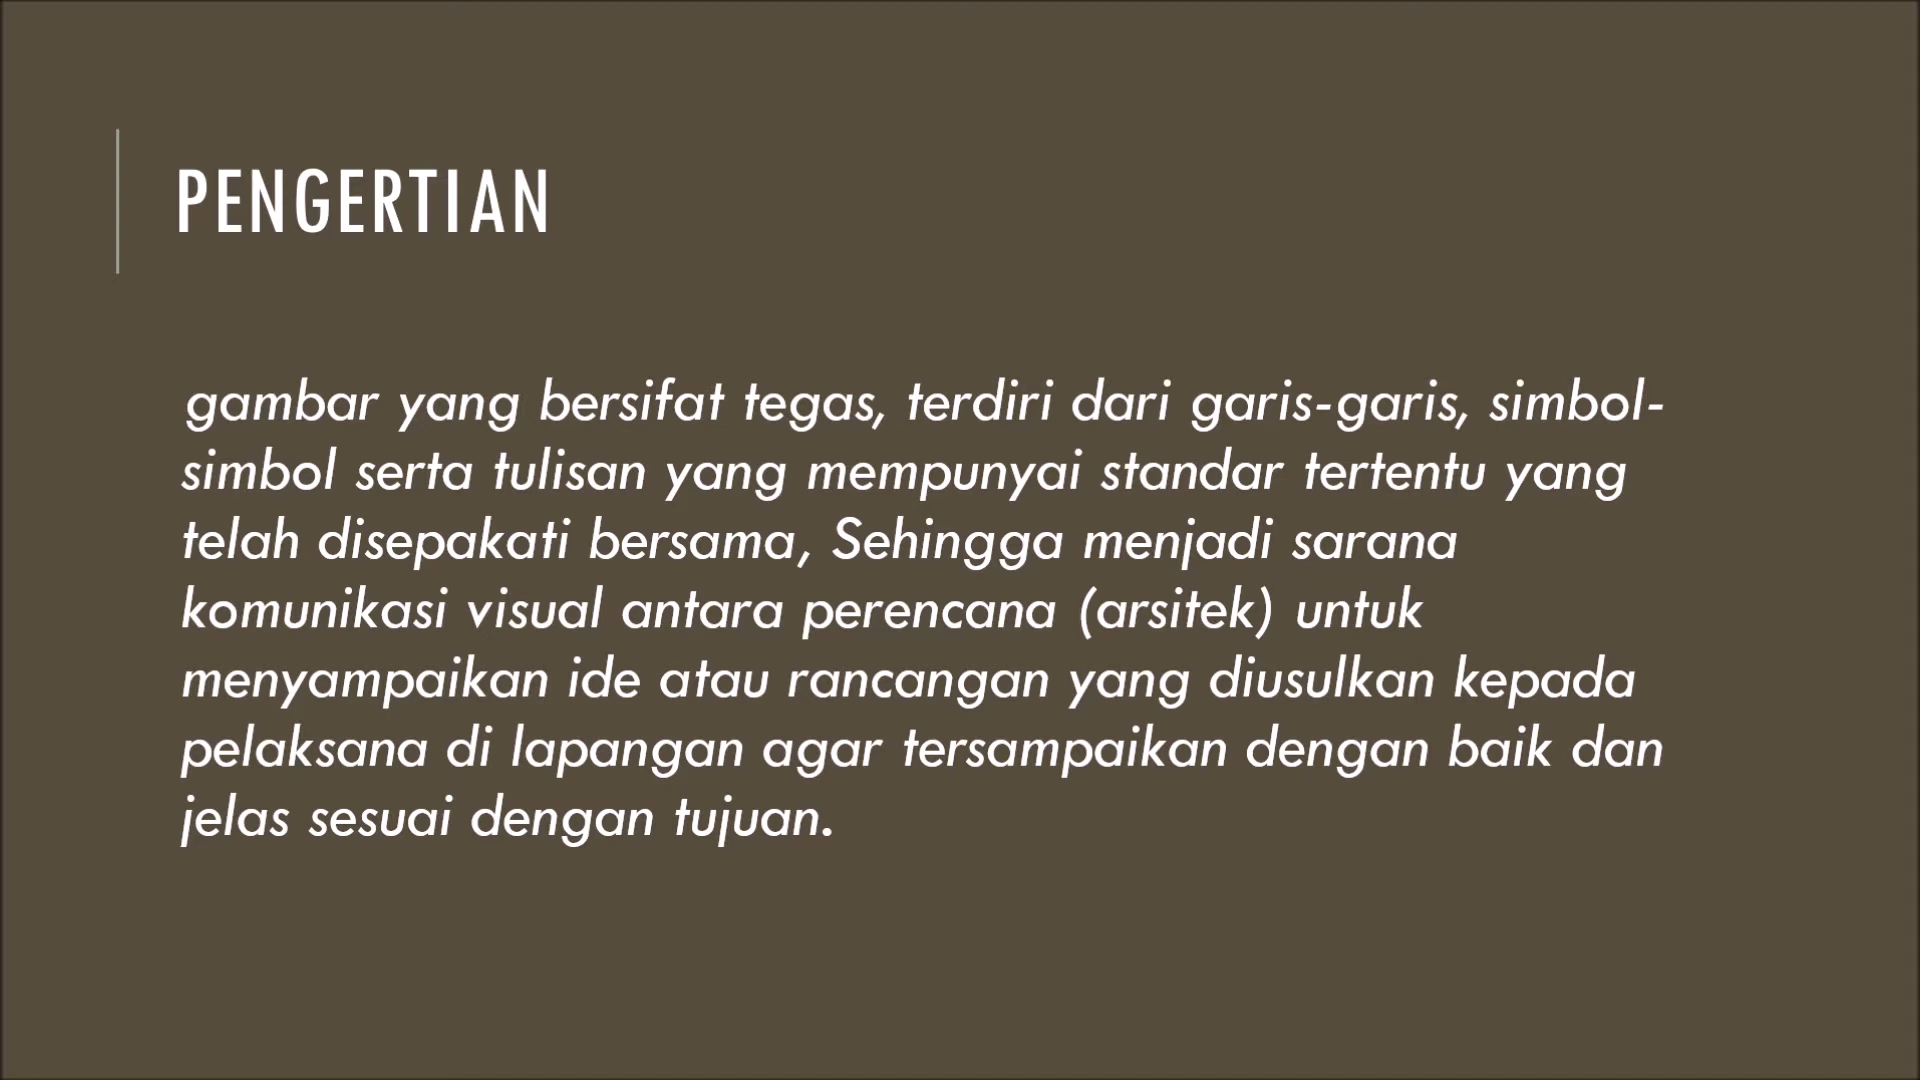 PENGERTIAN
gambar yang bersifat tegas, terdiri dari garis-garis, simbol-
simbol serta tulisan yang mempunyai standar tertentu yang
telah disepakati bersama, Sehingga menjadi sarana
komunikasi visual antara perencana (arsitek) untuk
menyampaikan ide atau rancangan yang diusulkan kepada
pelaksana di lapangan agar tersampaikan dengan baik dan
jelas sesuai dengan tujuan.